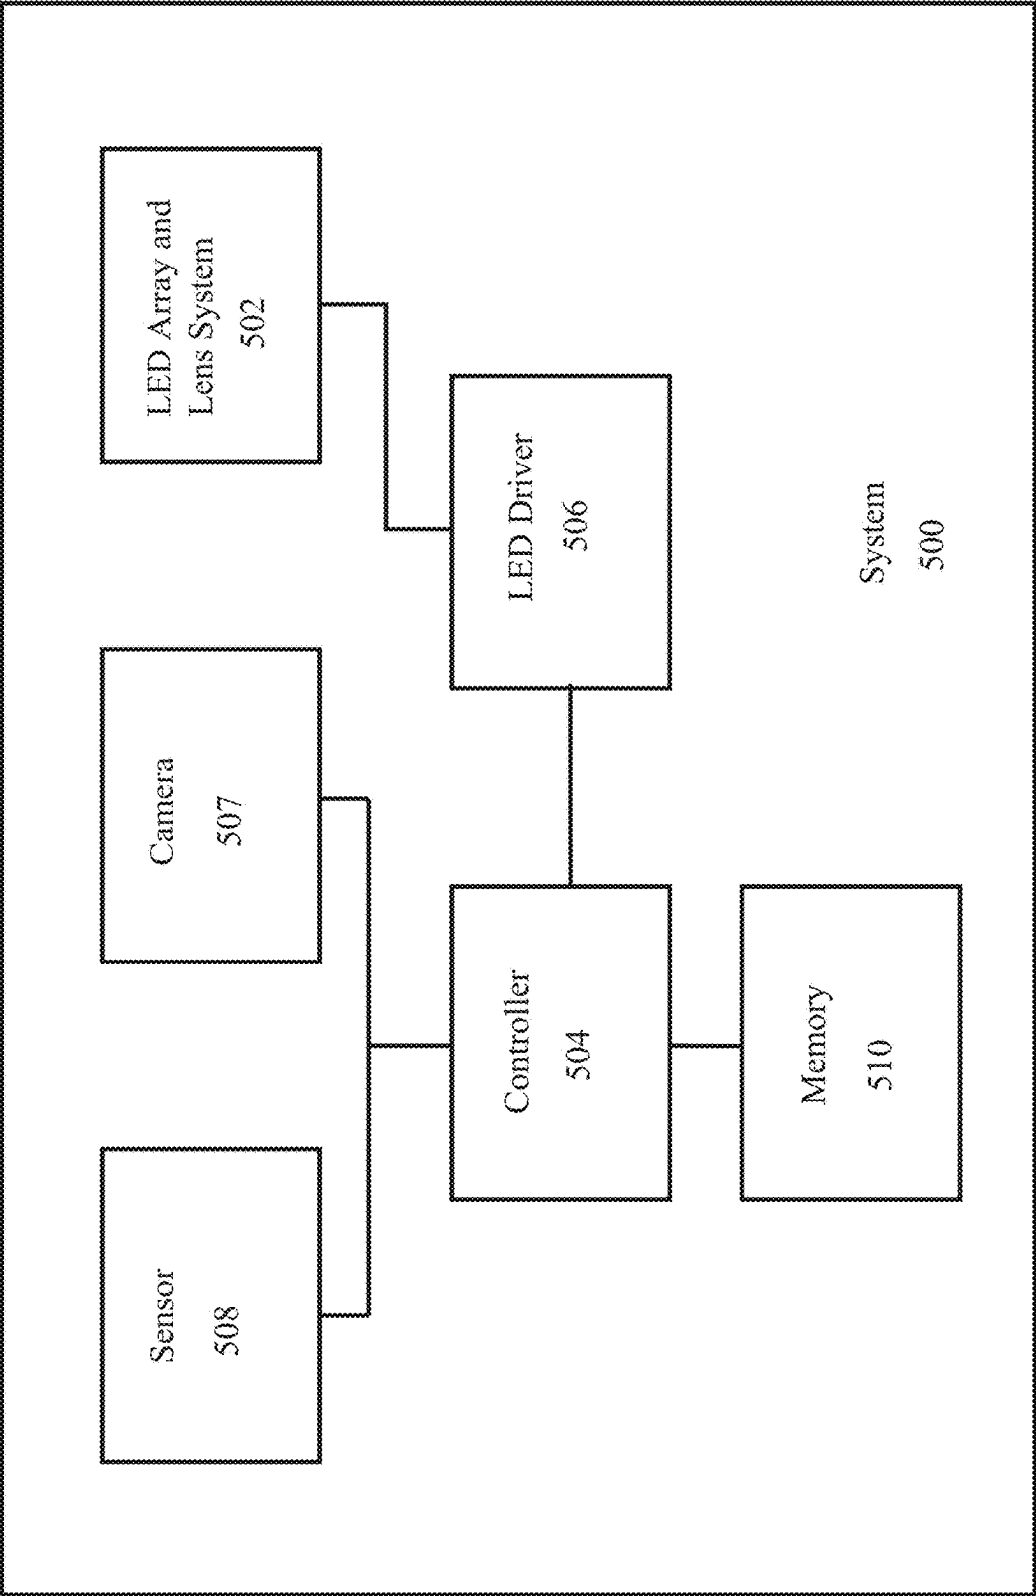 Sensor
508
Camera
507
LED Array and
Lens System
502
Controller
504
LED Driver
506
Memory
510
System
500